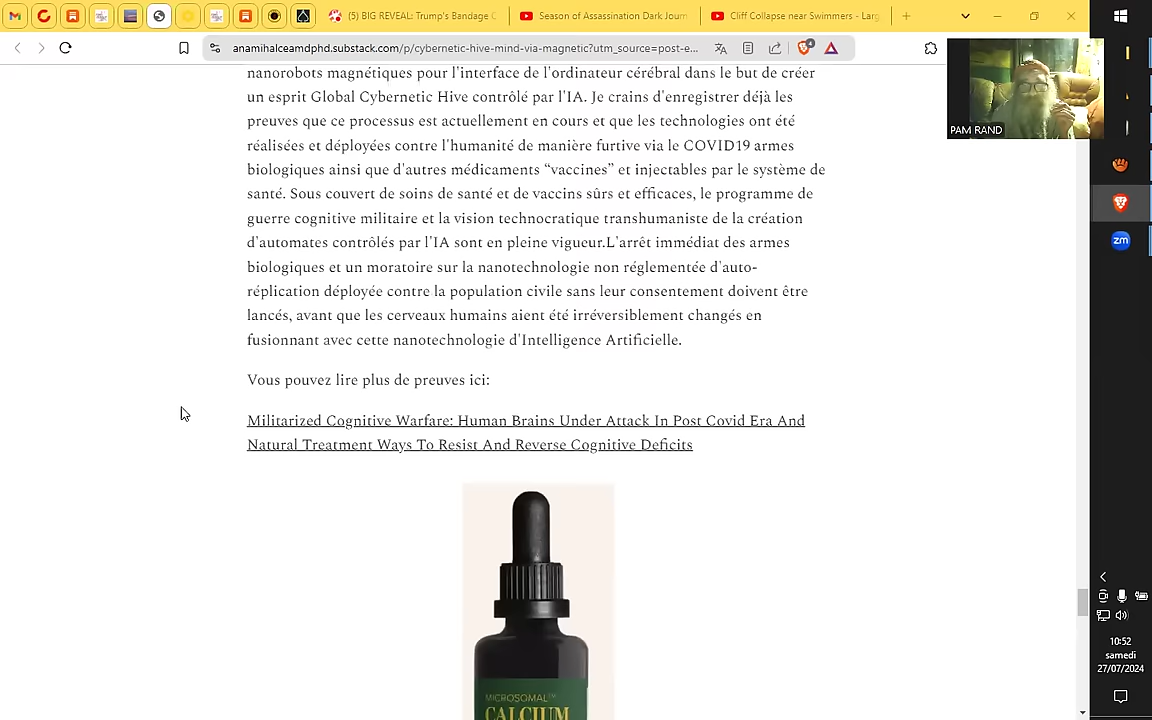 (5) BIG REVEAL: Trump's Bandage C
Season of Assassination Dark Journ
Cliff Collapse near Swimmers - Larg
anamihalceamdphd.substack.com/p/cybernetic-hive-mind-via-magnetic?utm_source=post-e...
PAM RAND
nanorobots magnétiques pour l'interface de l'ordinateur cérébral dans le but de créer
un esprit Global Cybernetic Hive contrôlé par l'IA. Je crains d'enregistrer déjà les
preuves que ce processus est actuellement en cours et que les technologies ont été
réalisées et déployées contre l'humanité de manière furtive via le COVID19 armes
biologiques ainsi que d'autres médicaments “vaccines” et injectables par le système de
santé. Sous couvert de soins de santé et de vaccins sûrs et efficaces, le programme de
guerre cognitive militaire et la vision technocratique transhumaniste de la création
d'automates contrôlés par l'IA sont en pleine vigueur.L'arrêt immédiat des armes
biologiques et un moratoire sur la nanotechnologie non réglementée d'auto-
réplication déployée contre la population civile sans leur consentement doivent être
lancés, avant que les cerveaux humains aient été irréversiblement changés en
fusionnant avec cette nanotechnologie d'Intelligence Artificielle.
Vous pouvez lire plus de preuves ici:
Militarized Cognitive Warfare: Human Brains Under Attack In Post Covid Era And
Natural Treatment Ways To Resist And Reverse Cognitive Deficits
MICROSOMAL™
CALCIUM
zm
10:52
samedi
27/07/2024